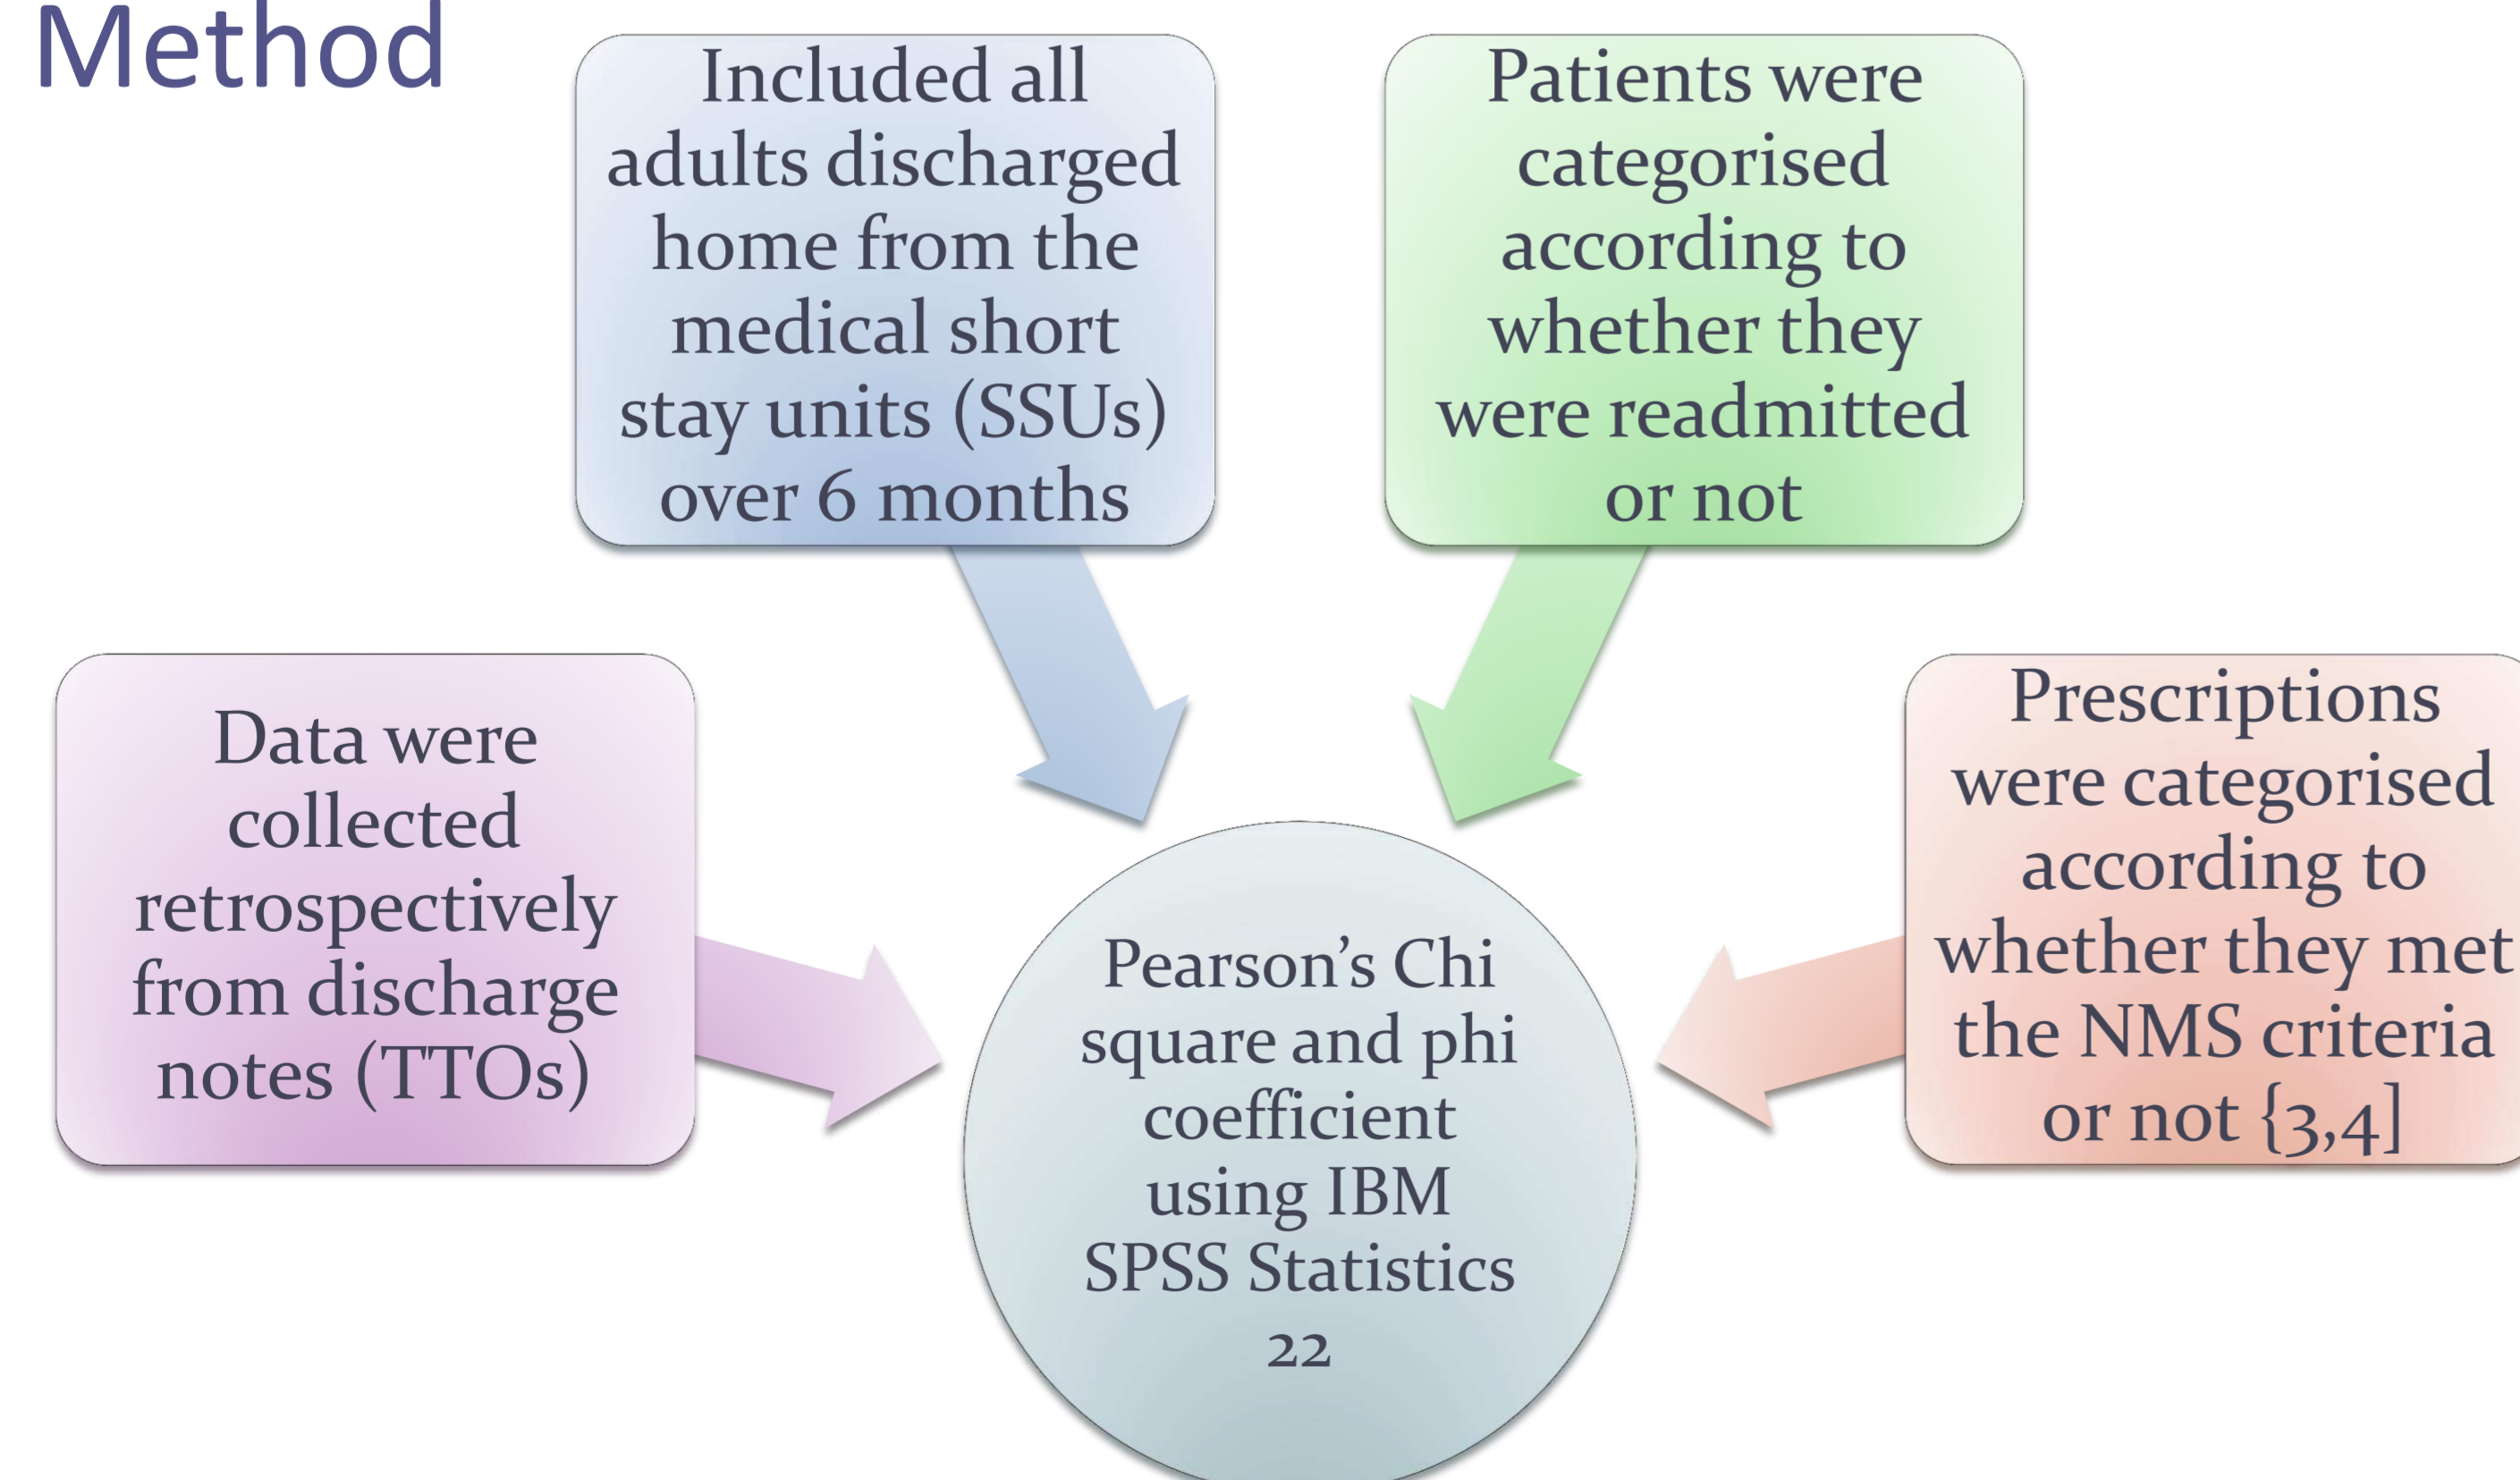 Method
Data were
collected
retrospectively
from discharge
notes (TTOs)
Included all
adults discharged
home from the
medical short
stay units (SSUs)
over 6 months
Patients were
categorised
according to
whether they
were readmitted
or not
Prescriptions
were categorised
according to
whether they met
the NMS criteria
or not {3,4]
Pearson’s Chi
square and phi
coefficient
using IBM
SPSS Statistics
22